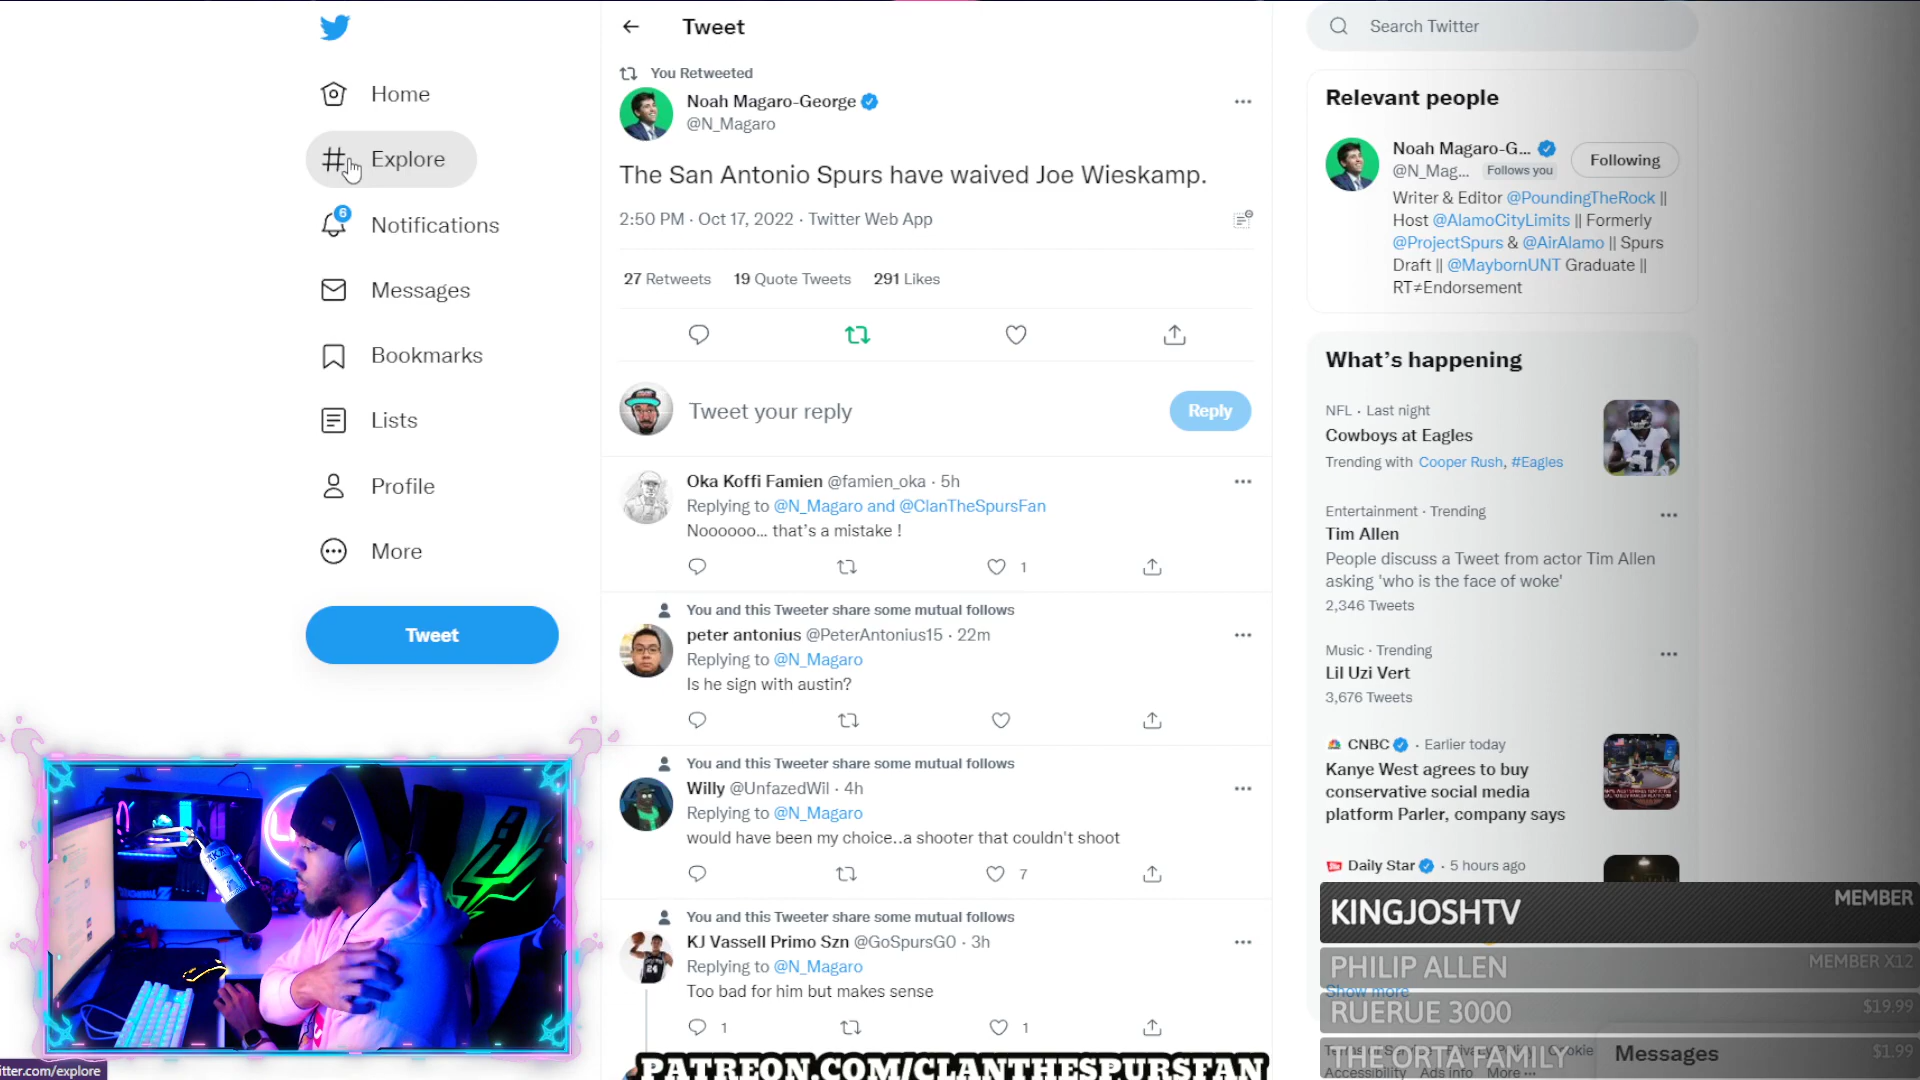 Tweet
Search Twitter
Home
Explore
6
Notifications
Messages
Bookmarks
Lists
Profile
More
Tweet
You Retweeted
Noah Magaro-George
@N_Magaro
The San Antonio Spurs have waived Joe Wieskamp.
2:50 PM · Oct 17, 2022 · Twitter Web App
27 Retweets 19 Quote Tweets 291 Likes
Tweet your reply
Reply
Oka Koffi Famien @famien_oka · 5h
Replying to @N_Magaro and @ClanTheSpursFan
Noooooo... that's a mistake !
1
You and this Tweeter share some mutual follows
peter antonius @PeterAntonius15 · 22m
Replying to @N_Magaro
Is he sign with austin?
You and this Tweeter share some mutual follows
Willy @UnfazedWil · 4h
Replying to @N_Magaro
would have been my choice..a shooter that couldn't shoot
7
You and this Tweeter share some mutual follows
KJ Vassell Primo Szn @GoSpursG0 · 3h
Replying to @N_Magaro
Too bad for him but makes sense
1 1
PATREON.COM/CLANTHESPURSFAN
Relevant people
Noah Magaro-G...
@N_Mag... Follows you
Following
Writer & Editor @PoundingTheRock ||
Host @AlamoCityLimits || Formerly
@ProjectSpurs & @AirAlamo || Spurs
Draft || @MaybornUNT Graduate ||
RT≠Endorsement
What's happening
NFL · Last night
Cowboys at Eagles
Trending with Cooper Rush, #Eagles
Entertainment · Trending
Tim Allen
People discuss a Tweet from actor Tim Allen
asking 'who is the face of woke'
2,346 Tweets
Music · Trending
Lil Uzi Vert
3,676 Tweets
CNBC · Earlier today
Kanye West agrees to buy
conservative social media
platform Parler, company says
Daily Star · 5 hours ago
KINGJOSHTV MEMBER
PHILIP ALLEN MEMBER X12
Show more
RUERUE 3000 $19.99
THE ORTA FAMILY $1.99
Messages
Accessibility Ads info More ...
itter.com/explore